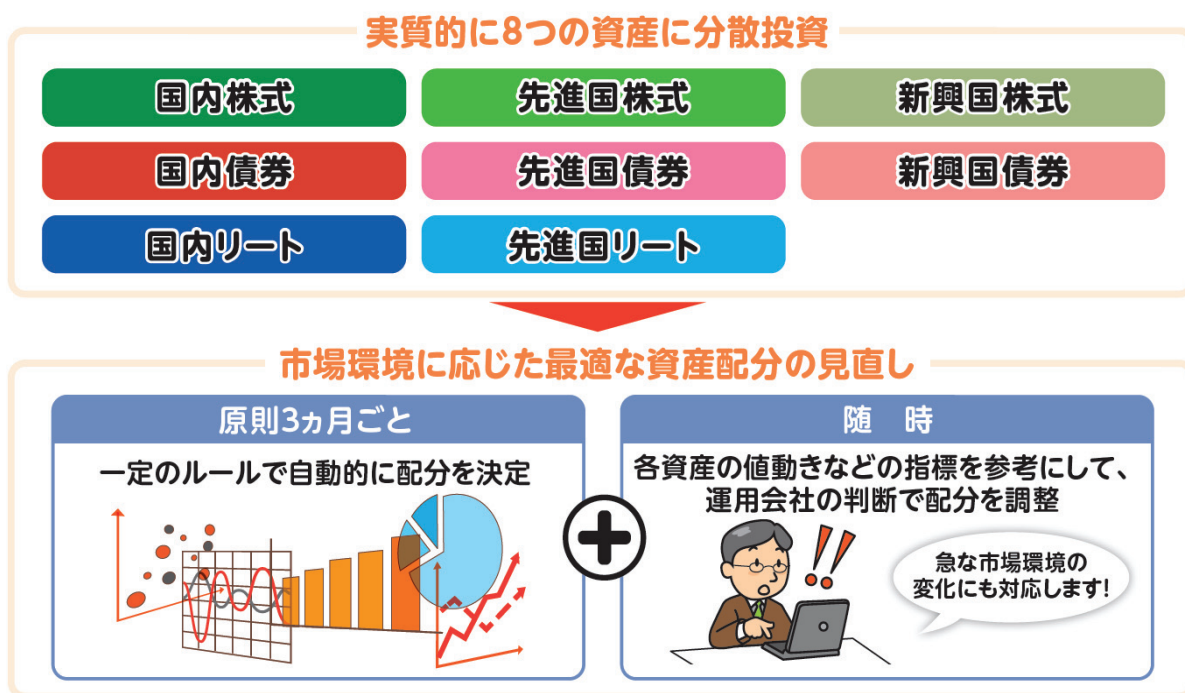 実質的に8つの資産に分散投資
国内株式
先進国株式
新興国株式
国内債券
先進国債券
新興国債券
国内リート
先進国リート
市場環境に応じた最適な資産配分の見直し
原則3ヵ月ごと
一定のルールで自動的に配分を決定
随　時
各資産の値動きなどの指標を参考にして、
運用会社の判断で配分を調整
急な市場環境の
変化にも対応します!